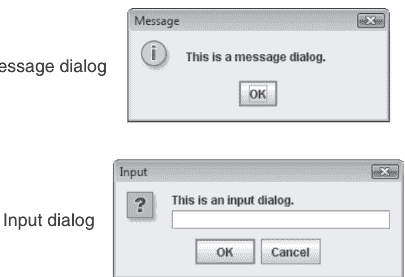 Message
essage dialog
This is a message dialog.
OK
Input
This is an input dialog.
?
Input dialog
OK Cancel